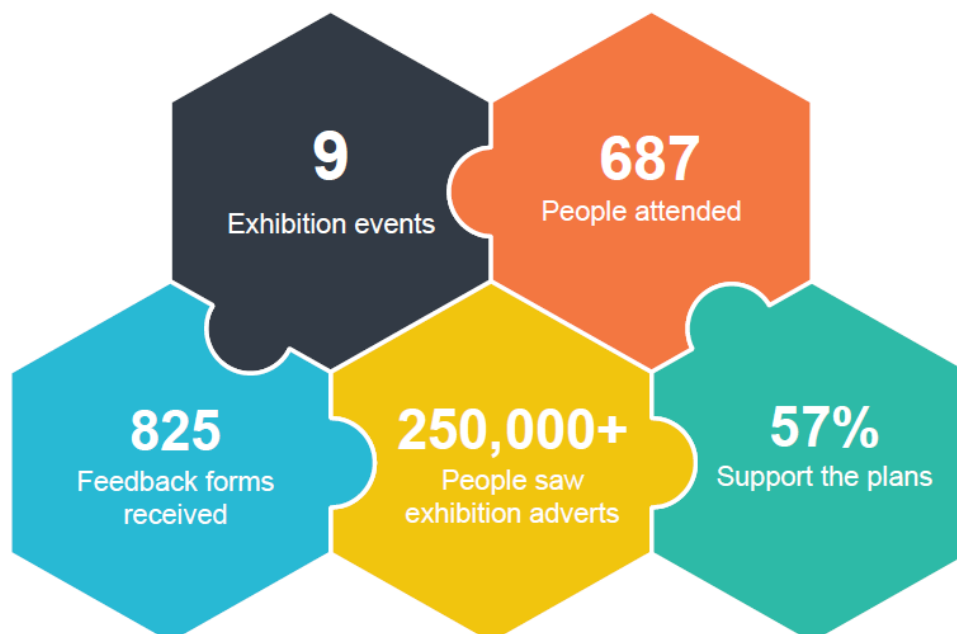 9
Exhibition events
687
People attended
825
Feedback forms
received
250,000+
People saw
exhibition adverts
57%
Support the plans